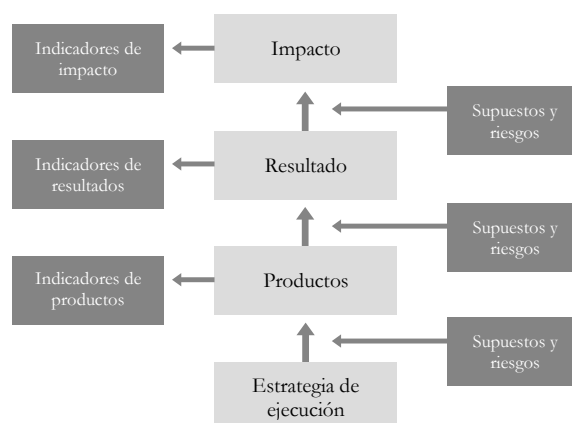 Indicadores de
impacto
Impacto
Supuestos y
riesgos
Indicadores de
resultados
Resultado
Supuestos y
riesgos
Indicadores de
productos
Productos
Supuestos y
riesgos
Estrategia de
ejecución